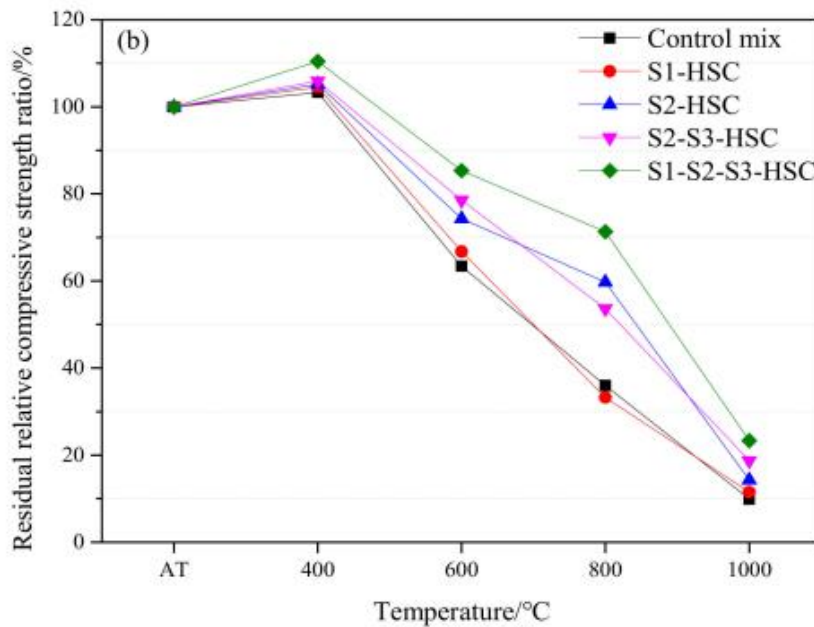 (b)
Control mix
S1-HSC
S2-HSC
S2-S3-HSC
S1-S2-S3-HSC
Residual relative compressive strength ratio/%
120
100
80
60
40
20
0
AT 400 600 800 1000
Temperature/°C